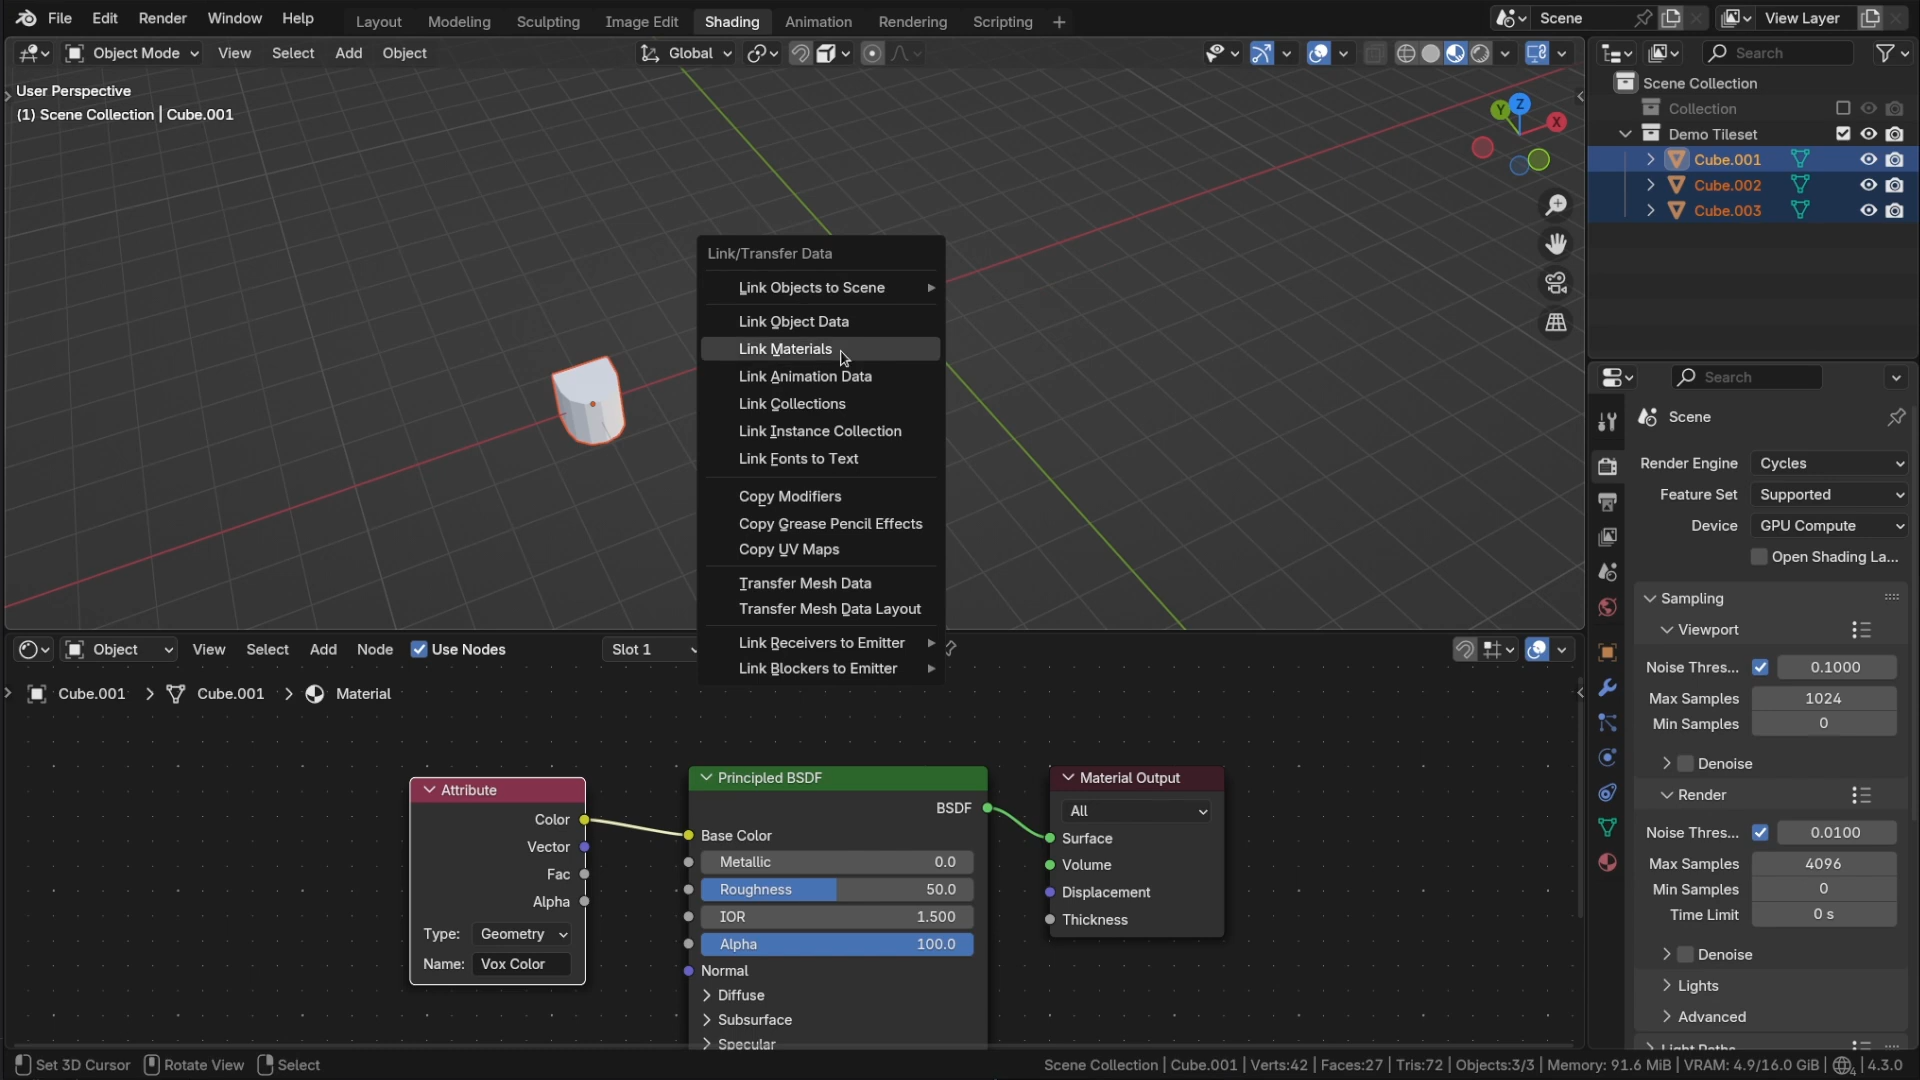 File Edit Render Window Help Layout Modeling Sculpting Image Edit Shading Animation Rendering Scripting + Scene View Layer
Object Mode View Select Add Object Global Search
User Perspective
(1) Scene Collection | Cube.001
Z
Y
X
Scene Collection
Collection
Demo Tileset
Cube.001
Cube.002
Cube.003
Link/Transfer Data
Link Objects to Scene
Link Object Data
Link Materials
Link Animation Data
Link Collections
Link Instance Collection
Link Fonts to Text
Copy Modifiers
Copy Grease Pencil Effects
Copy UV Maps
Transfer Mesh Data
Transfer Mesh Data Layout
Link Receivers to Emitter
Link Blockers to Emitter
Search
Scene
Render Engine Cycles
Feature Set Supported
Device GPU Compute
Open Shading La...
Sampling
Viewport
Noise Thres... 0.1000
Max Samples 1024
Min Samples 0
Denoise
Render
Noise Thres... 0.0100
Max Samples 4096
Min Samples 0
Time Limit 0 s
Denoise
Lights
Advanced
Light Paths
Object View Select Add Node Use Nodes Slot 1
Cube.001 Cube.001 Material
Attribute
Color
Vector
Fac
Alpha
Type: Geometry
Name: Vox Color
Principled BSDF
BSDF
Base Color
Metallic 0.0
Roughness 50.0
IOR 1.500
Alpha 100.0
Normal
Diffuse
Subsurface
Specular
Material Output
All
Surface
Volume
Displacement
Thickness
Set 3D Cursor Rotate View Select Scene Collection | Cube.001 | Verts:42 | Faces:27 | Tris:72 | Objects:3/3 | Memory: 91.6 MiB | VRAM: 4.9/16.0 GiB | 4 | 4.3.0